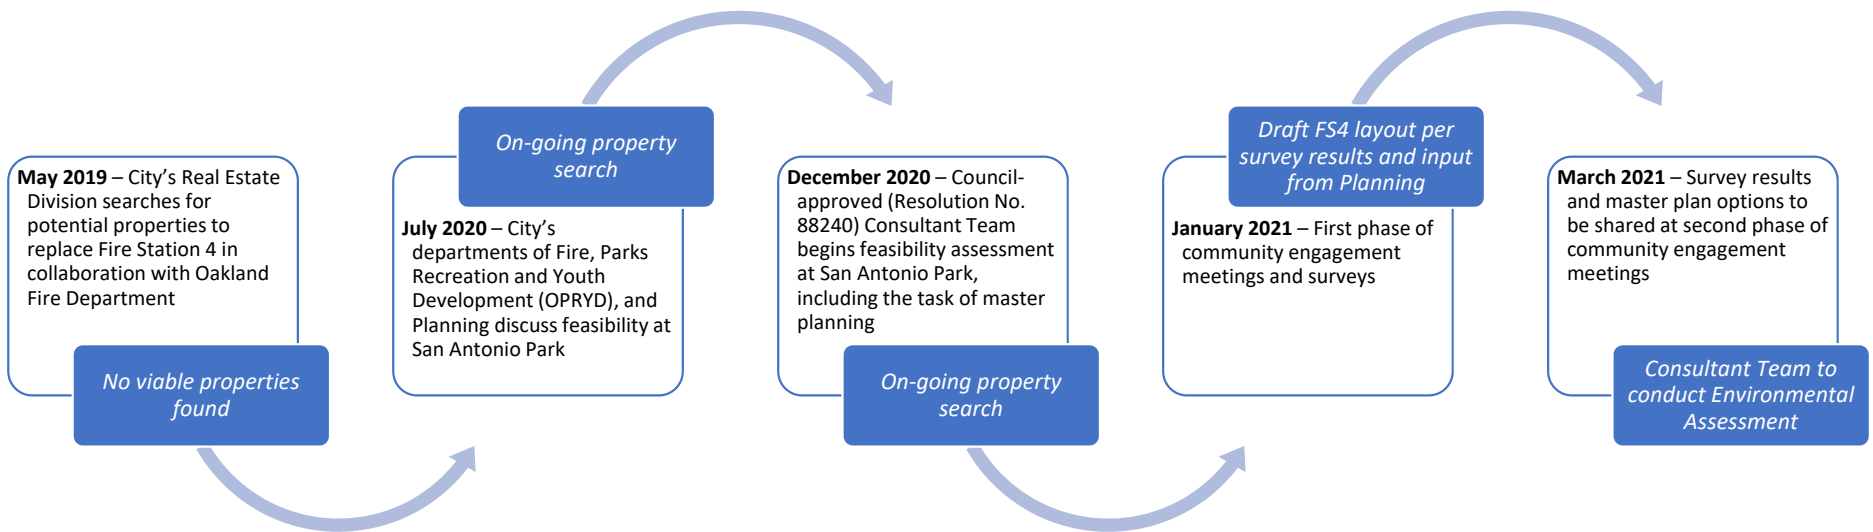 May 2019 – City's Real Estate
Division searches for
potential properties to
replace Fire Station 4 in
collaboration with Oakland
Fire Department
No viable properties
found
On-going property
search
July 2020 – City's
departments of Fire, Parks
Recreation and Youth
Development (OPRYD), and
Planning discuss feasibility at
San Antonio Park
December 2020 – Council-
approved (Resolution No.
88240) Consultant Team
begins feasibility assessment
at San Antonio Park,
including the task of master
planning
On-going property
search
Draft FS4 layout per
survey results and input
from Planning
January 2021 – First phase of
community engagement
meetings and surveys
March 2021 – Survey results
and master plan options to
be shared at second phase of
community engagement
meetings
Consultant Team to
conduct Environmental
Assessment